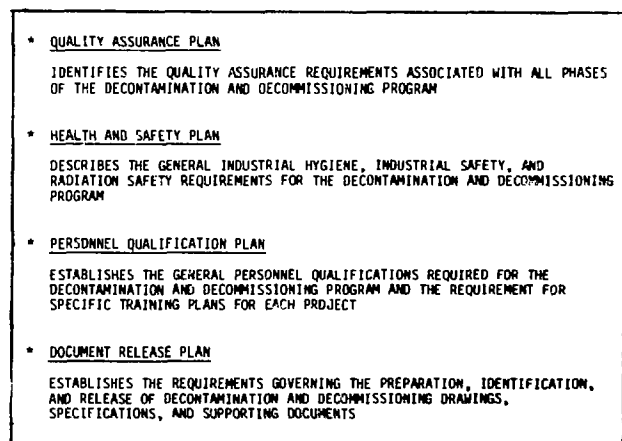 * QUALITY ASSURANCE PLAN
IDENTIFIES THE QUALITY ASSURANCE REQUIREMENTS ASSOCIATED WITH ALL PHASES
OF THE DECONTAMINATION AND DECOMMISSIONING PROGRAM
* HEALTH AND SAFETY PLAN
DESCRIBES THE GENERAL INDUSTRIAL HYGIENE, INDUSTRIAL SAFETY, AND
RADIATION SAFETY REQUIREMENTS FOR THE DECONTAMINATION AND DECOMMISSIONING
PROGRAM
* PERSONNEL QUALIFICATION PLAN
ESTABLISHES THE GENERAL PERSONNEL QUALIFICATIONS REQUIRED FOR THE
DECONTAMINATION AND DECOMMISSIONING PROGRAM AND THE REQUIREMENT FOR
SPECIFIC TRAINING PLANS FOR EACH PROJECT
* DOCUMENT RELEASE PLAN
ESTABLISHES THE REQUIREMENTS GOVERNING THE PREPARATION, IDENTIFICATION,
AND RELEASE OF DECONTAMINATION AND DECOMMISSIONING DRAWINGS,
SPECIFICATIONS, AND SUPPORTING DOCUMENTS